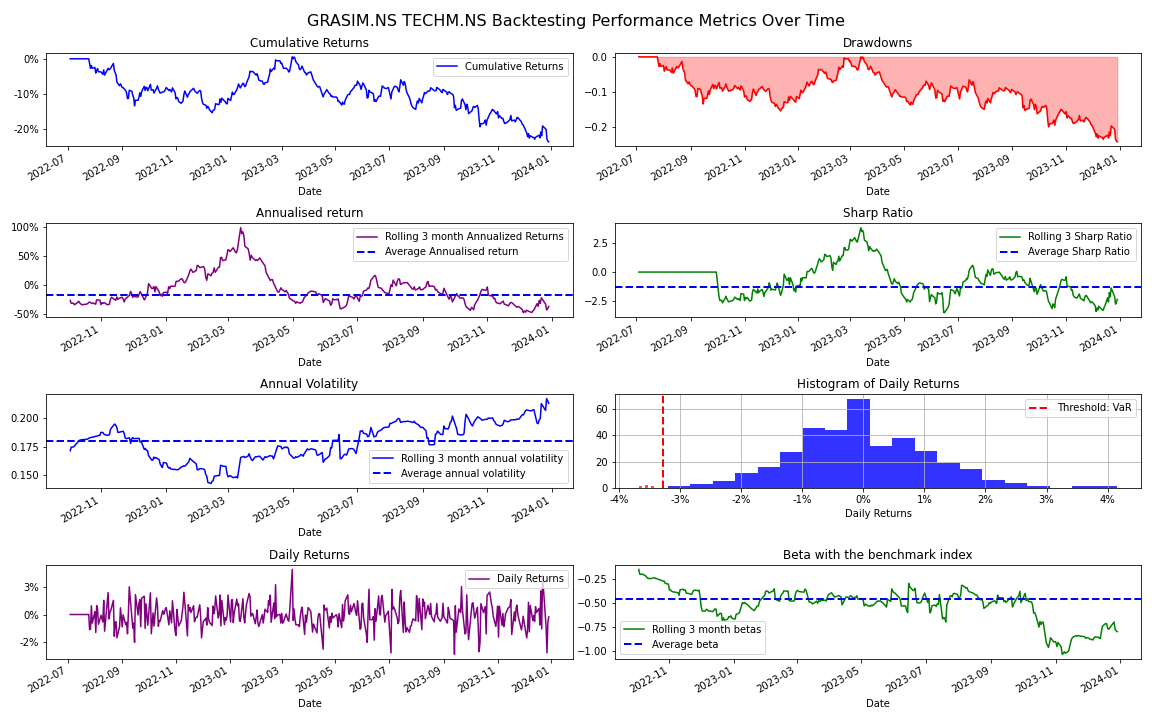 GRASIM.NS TECHM.NS Backtesting Performance Metrics Over Time
Cumulative Returns
0%
-10%
-20%
Cumulative Returns
2022-07 2022-09 2022-11 2023-01 2023-03 2023-05 2023-07 2023-09 2023-11 2024-01
Date
Drawdowns
0.0
−0.1
−0.2
2022-07 2022-09 2022-11 2023-01 2023-03 2023-05 2023-07 2023-09 2023-11 2024-01
Date
Annualised return
100%
50%
0%
-50%
Rolling 3 month Annualized Returns
Average Annualised return
2022-11 2023-01 2023-03 2023-05 2023-07 2023-09 2023-11 2024-01
Date
Sharp Ratio
2.5
0.0
−2.5
Rolling 3 Sharp Ratio
Average Sharp Ratio
2022-07 2022-09 2022-11 2023-01 2023-03 2023-05 2023-07 2023-09 2023-11 2024-01
Date
Annual Volatility
0.200
0.175
0.150
Rolling 3 month annual volatility
Average annual volatility
2022-11 2023-01 2023-03 2023-05 2023-07 2023-09 2023-11 2024-01
Date
Histogram of Daily Returns
60
40
20
0
Threshold: VaR
-4% -3% -2% -1% 0% 1% 2% 3% 4%
Daily Returns
Daily Returns
3%
0%
-2%
Daily Returns
2022-07 2022-09 2022-11 2023-01 2023-03 2023-05 2023-07 2023-09 2023-11 2024-01
Date
Beta with the benchmark index
−0.25
−0.50
−0.75
−1.00
Rolling 3 month betas
Average beta
2022-11 2023-01 2023-03 2023-05 2023-07 2023-09 2023-11 2024-01
Date